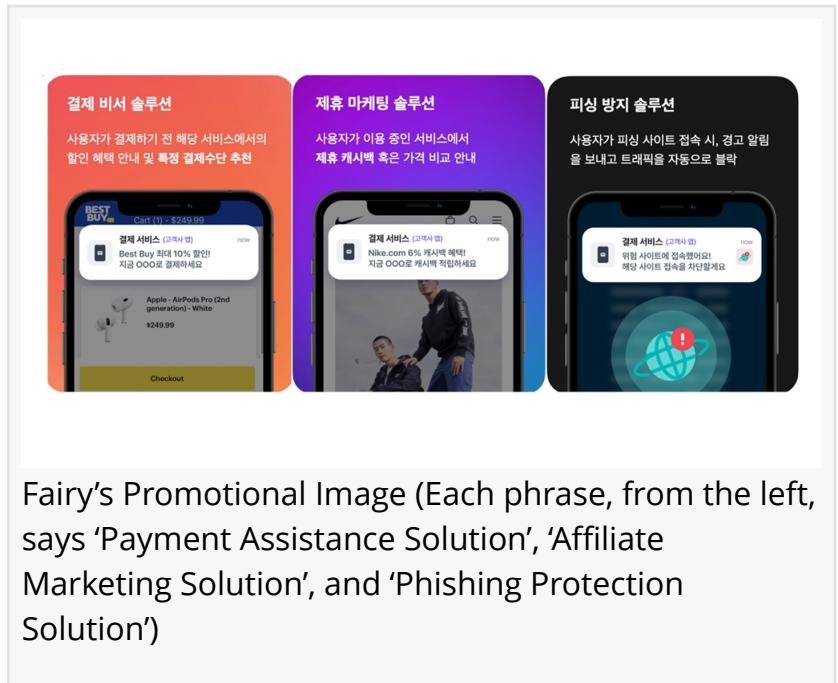 결제 비서 솔루션
사용자가 결제하기 전 해당 서비스에서의
할인 혜택 안내 및 특정 결제수단 추천
BEST
BUY
Cart (1) - $249.99
결제 서비스 (고객사 앱)
now
Best Buy 최대 10% 할인!
지금 OOO로 결제하세요
Apple - AirPods Pro (2nd
generation) - White
$249.99
Checkout
제휴 마케팅 솔루션
사용자가 이용 중인 서비스에서
제휴 캐시백 혹은 가격 비교 안내
결제 서비스 (고객사 앱)
now
Nike.com 6% 캐시백 혜택!
지금 OOO로 캐시백 적립하세요
피싱 방지 솔루션
사용자가 피싱 사이트 접속 시, 경고 알림
을 보내고 트래픽을 자동으로 블락
결제 서비스 (고객사 앱)
now
위험 사이트에 접속했어요!
해당 사이트 접속을 차단할게요
Fairy’s Promotional Image (Each phrase, from the left,
says ‘Payment Assistance Solution’, ‘Affiliate
Marketing Solution’, and ‘Phishing Protection
Solution’)